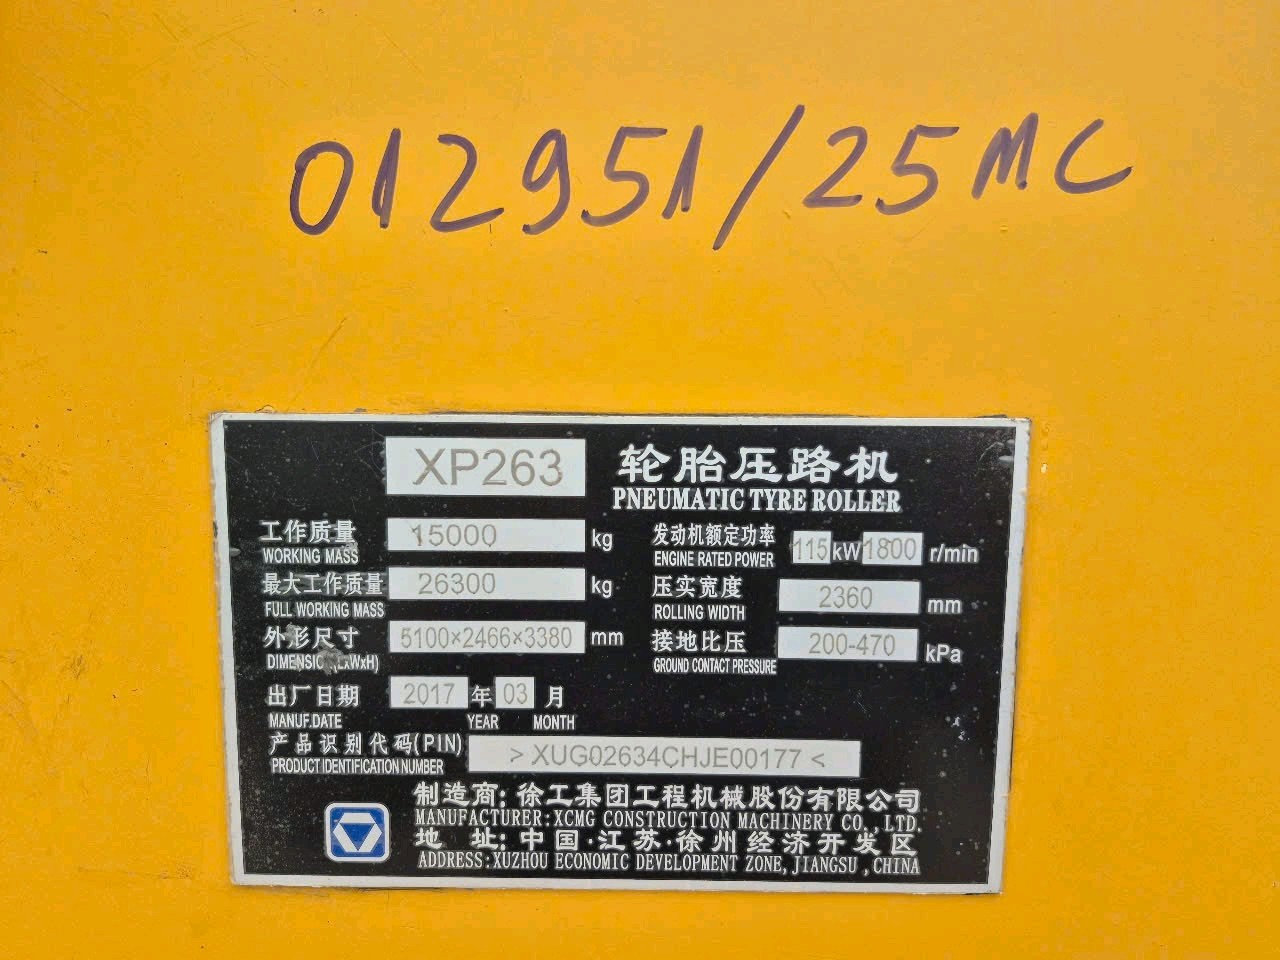 012951/25MC
XP263 轮胎压路机
PNEUMATIC TYRE ROLLER
工作质量 15000 kg 发动机额定功率 115 kW 1800 r/min
WORKING MASS ENGINE RATED POWER
最大工作质量 26300 kg 压实宽度 2360 mm
FULL WORKING MASS ROLLING WIDTH
外形尺寸 5100×2466×3380 mm 接地比压 200-470 kPa
DIMENSION(LxWxH) GROUND CONTACT PRESSURE
出厂日期 2017 年 03 月
MANUF.DATE YEAR MONTH
产品识别代码(PIN) >XUG02634CHJE00177<
PRODUCT IDENTIFICATION NUMBER
制造商:徐工集团工程机械股份有限公司
MANUFACTURER:XCMG CONSTRUCTION MACHINERY CO.,LTD.
地 址:中国·江苏·徐州经济开发区
ADDRESS:XUZHOU ECONOMIC DEVELOPMENT ZONE,JIANGSU,CHINA